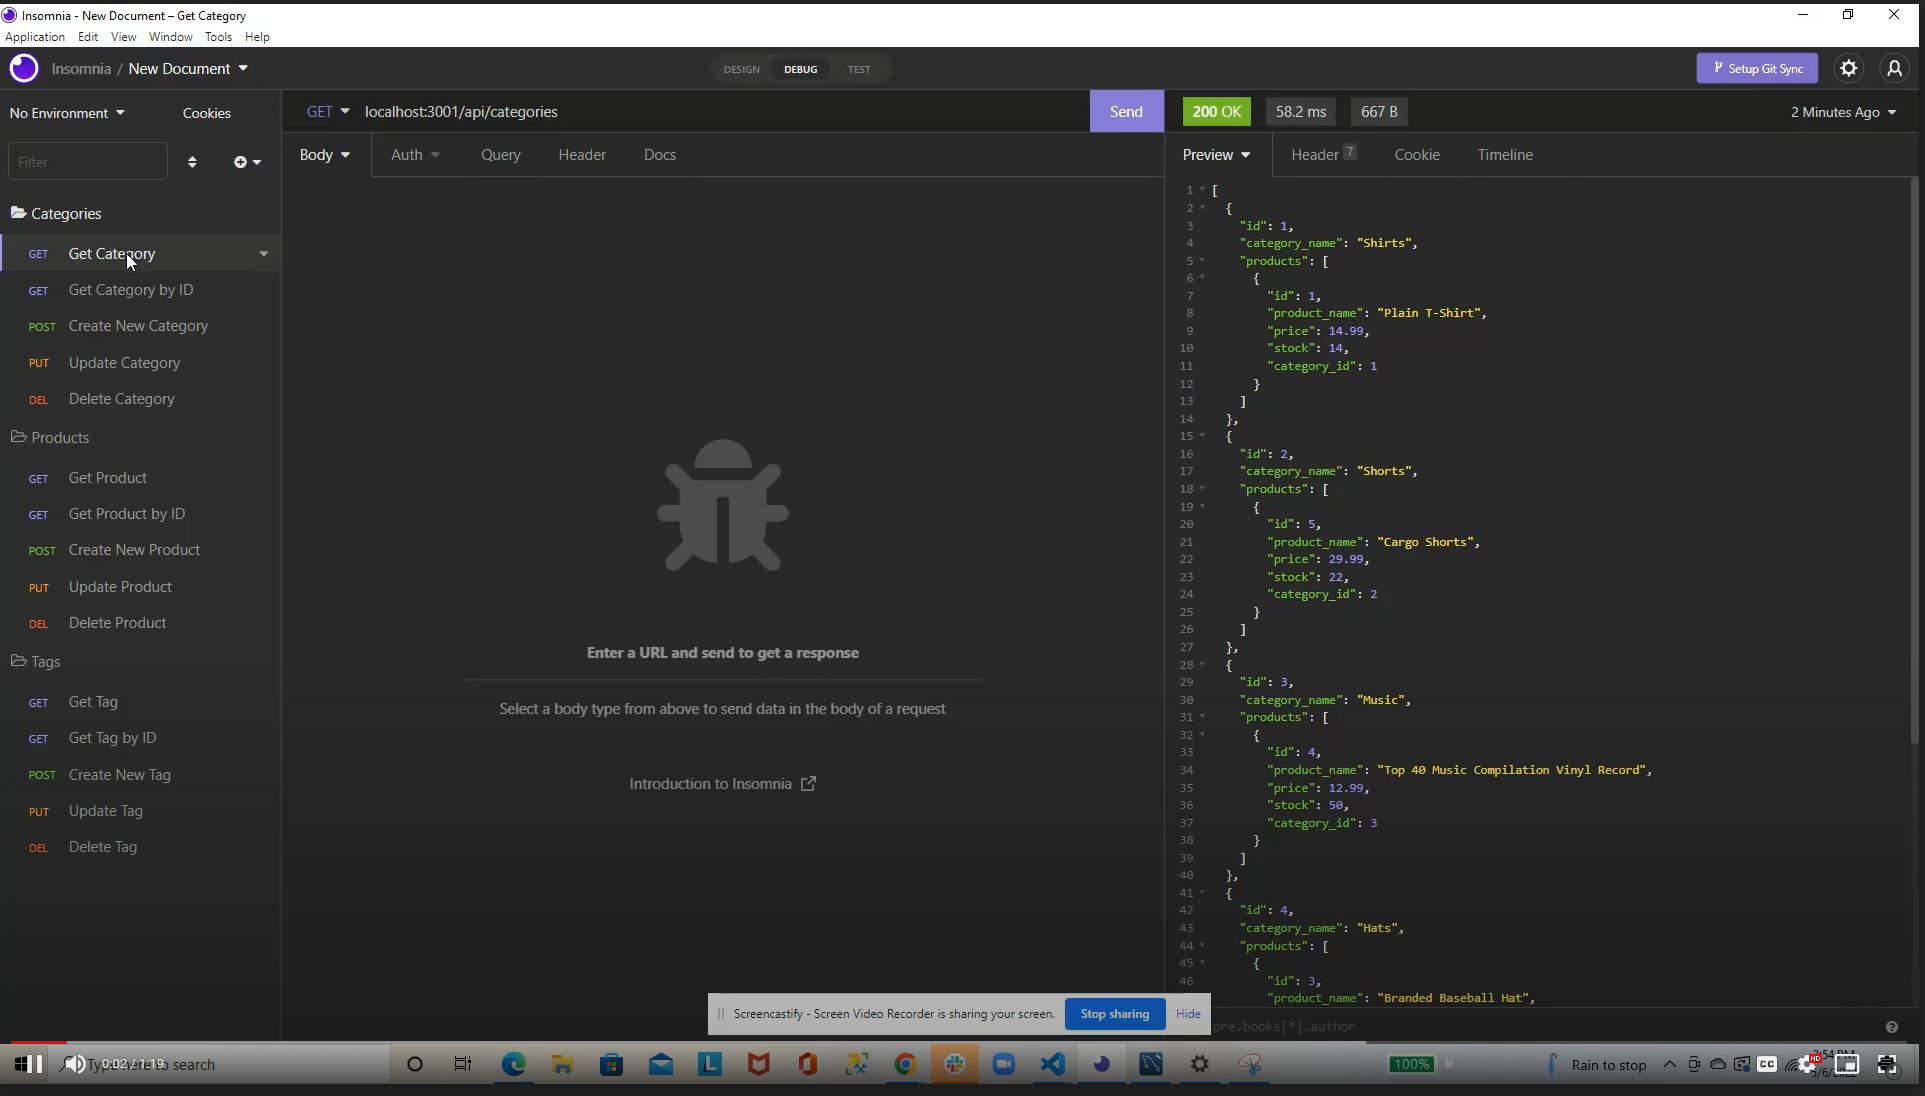 Insomnia - New Document – Get Category
Application Edit View Window Tools Help
Insomnia / New Document
DESIGN DEBUG TEST
Setup Git Sync
No Environment Cookies
GET localhost:3001/api/categories Send
200 OK 58.2 ms 667 B
2 Minutes Ago
Filter
Body Auth Query Header Docs
Preview Header 7 Cookie Timeline
Categories
GET Get Category
GET Get Category by ID
POST Create New Category
PUT Update Category
DEL Delete Category
Products
GET Get Product
GET Get Product by ID
POST Create New Product
PUT Update Product
DEL Delete Product
Tags
GET Get Tag
GET Get Tag by ID
POST Create New Tag
PUT Update Tag
DEL Delete Tag
Enter a URL and send to get a response
Select a body type from above to send data in the body of a request
Introduction to Insomnia
1 [
2 {
3 "id": 1,
4 "category_name": "Shirts",
5 "products": [
6 {
7 "id": 1,
8 "product_name": "Plain T-Shirt",
9 "price": 14.99,
10 "stock": 14,
11 "category_id": 1
12 }
13 ]
14 },
15 {
16 "id": 2,
17 "category_name": "Shorts",
18 "products": [
19 {
20 "id": 5,
21 "product_name": "Cargo Shorts",
22 "price": 29.99,
23 "stock": 22,
24 "category_id": 2
25 }
26 ]
27 },
28 {
29 "id": 3,
30 "category_name": "Music",
31 "products": [
32 {
33 "id": 4,
34 "product_name": "Top 40 Music Compilation Vinyl Record",
35 "price": 12.99,
36 "stock": 50,
37 "category_id": 3
38 }
39 ]
40 },
41 {
42 "id": 4,
43 "category_name": "Hats",
44 "products": [
45 {
46 "id": 3,
"product_name": "Branded Baseball Hat",
ore.books[*].author
Screencastify - Screen Video Recorder is sharing your screen. Stop sharing Hide
0:02 / 1:19
here to search
100%
Rain to stop
CC
HD